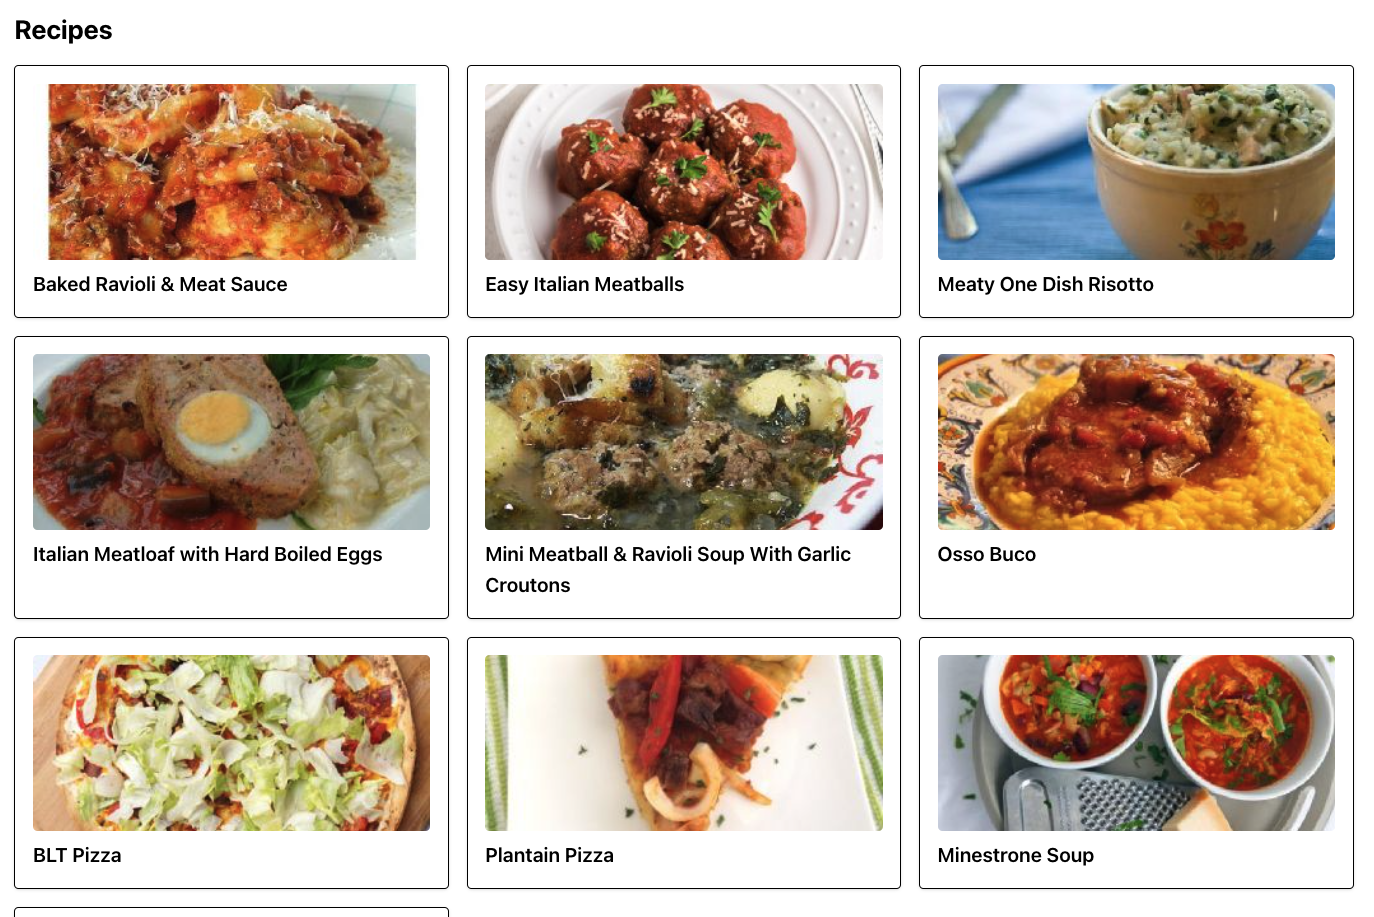 Recipes
Baked Ravioli & Meat Sauce
Easy Italian Meatballs
Meaty One Dish Risotto
Italian Meatloaf with Hard Boiled Eggs
Mini Meatball & Ravioli Soup With Garlic
Croutons
Osso Buco
BLT Pizza
Plantain Pizza
Minestrone Soup